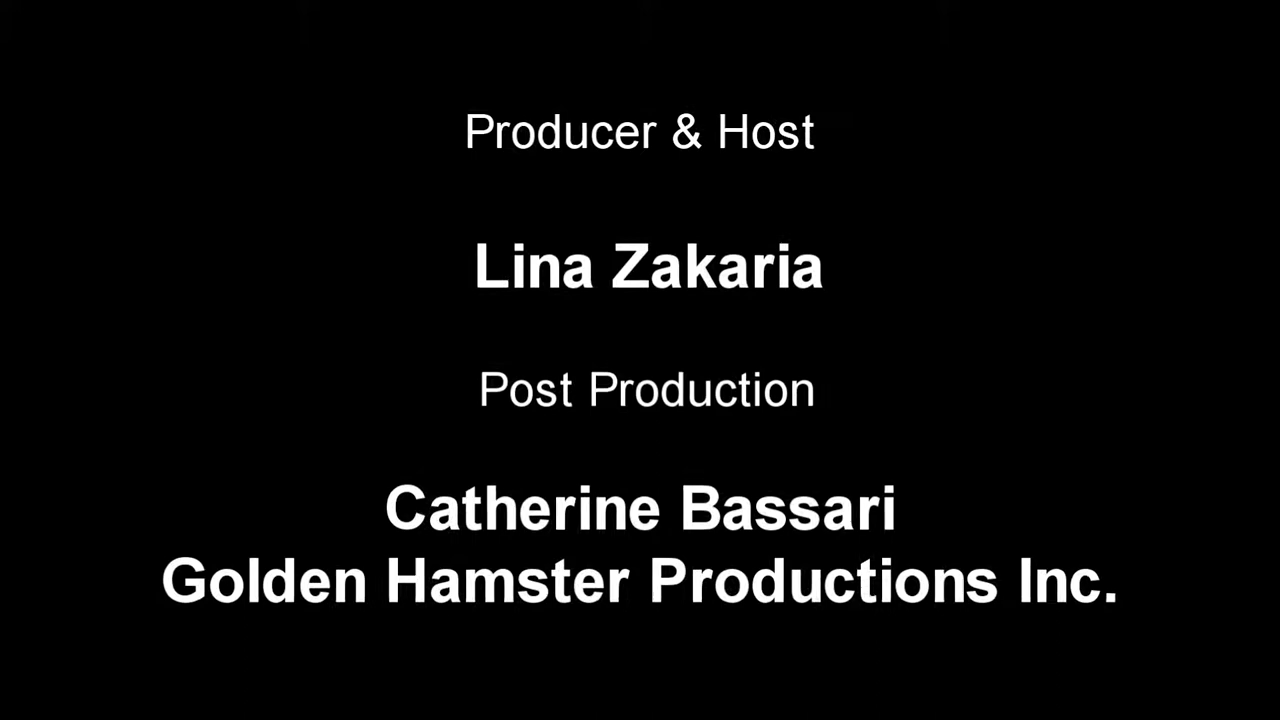 Producer & Host
Lina Zakaria
Post Production
Catherine Bassari
Golden Hamster Productions Inc.